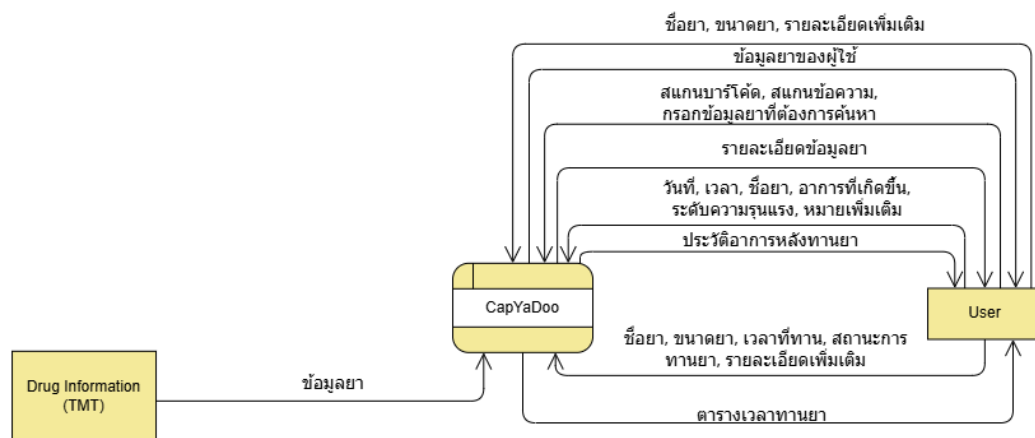 ชื่อยา, ขนาดยา, รายละเอียดเพิ่มเติม
ข้อมูลยาของผู้ใช้
สแกนบาร์โค้ด, สแกนข้อความ,
กรอกข้อมูลยาที่ต้องการค้นหา
รายละเอียดข้อมูลยา
วันที่, เวลา, ชื่อยา, อาการที่เกิดขึ้น,
ระดับความรุนแรง, หมายเพิ่มเติม
ประวัติอาการหลังทานยา
CapYaDoo
User
ชื่อยา, ขนาดยา, เวลาที่ทาน, สถานะการ
ทานยา, รายละเอียดเพิ่มเติม
Drug Information
(TMT)
ข้อมูลยา
ตารางเวลาทานยา